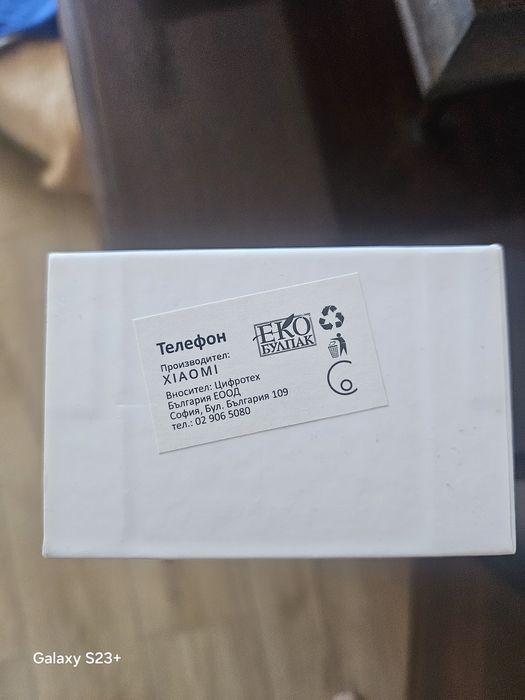 Телефон
Производител:
XIAOMI
Вносител: Цифротех
България ЕООД
София, Бул. България 109
тел.: 02 906 5080
ЕКО
БУЛПАК
Galaxy S23+